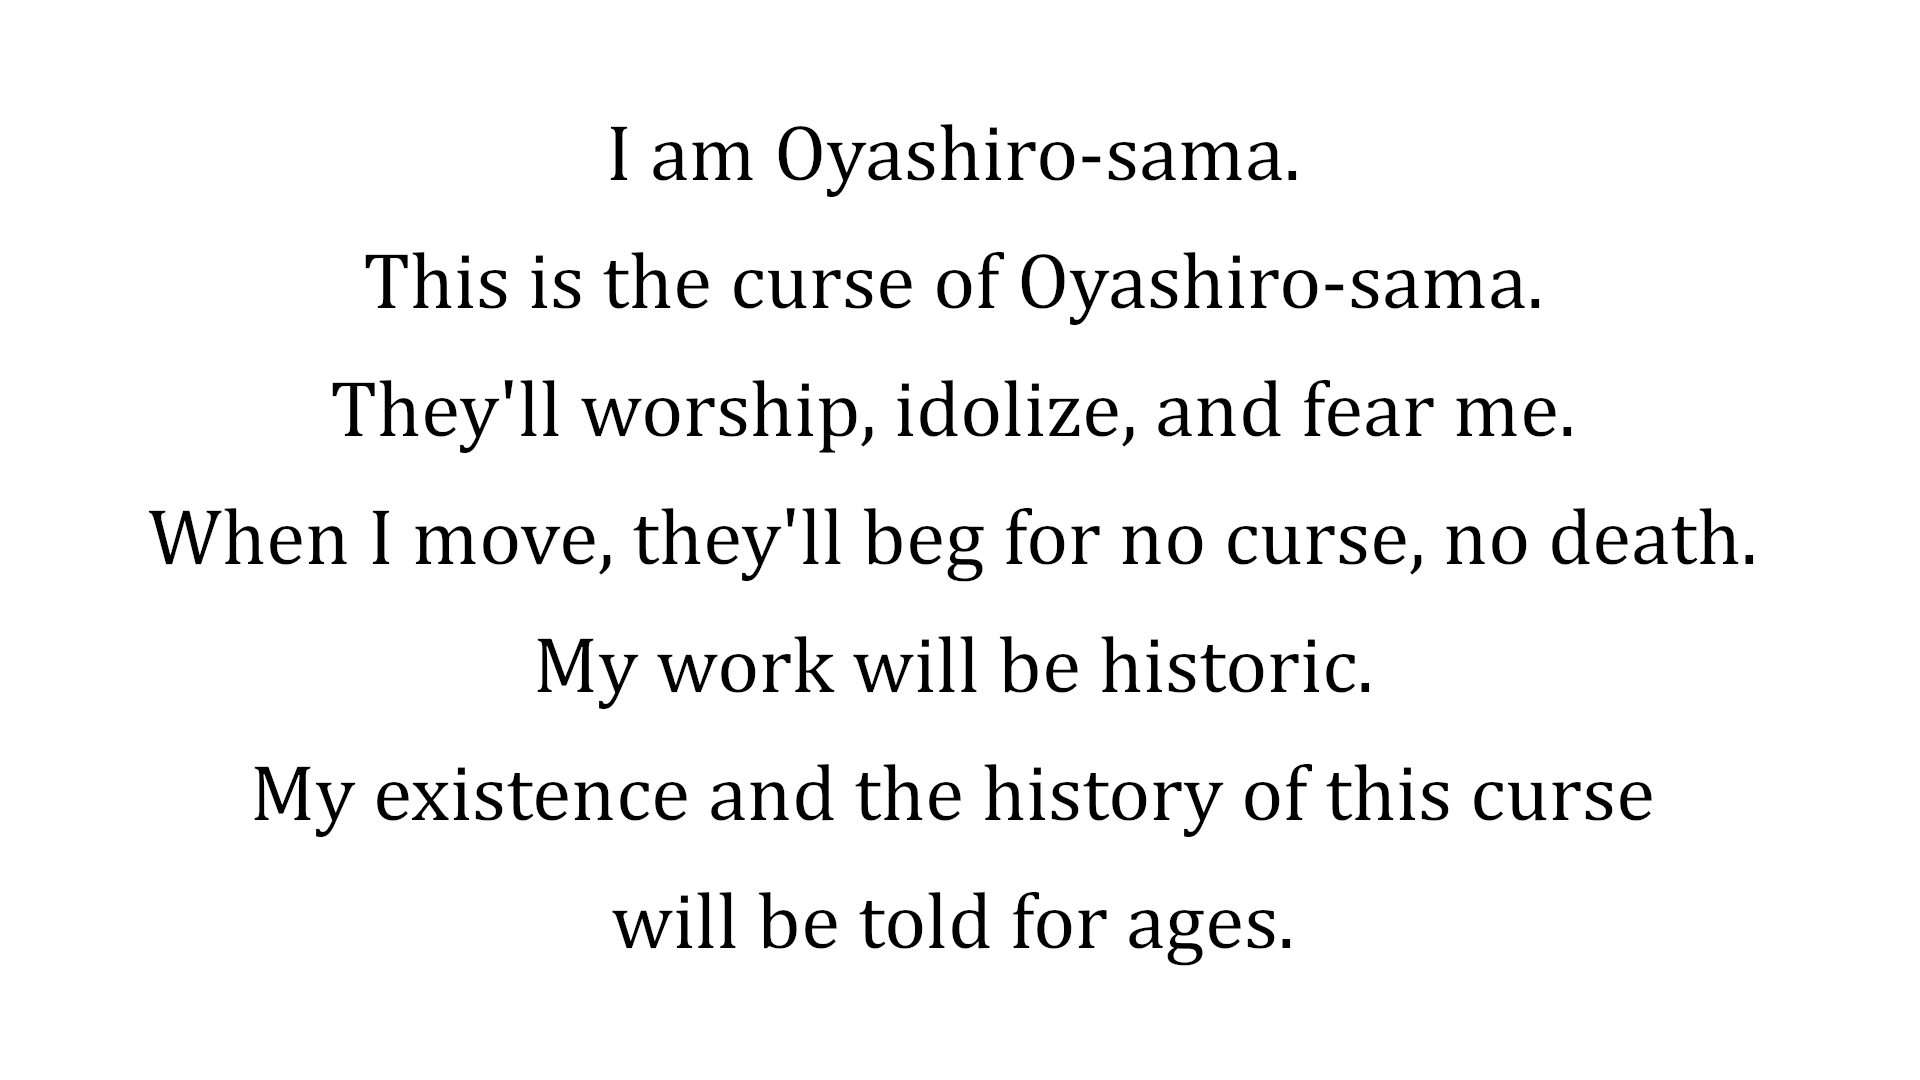 I am Oyashiro-sama.
This is the curse of Oyashiro-sama.
They'll worship, idolize, and fear me.
When I move, they'll beg for no curse, no death.
My work will be historic.
My existence and the history of this curse
will be told for ages.